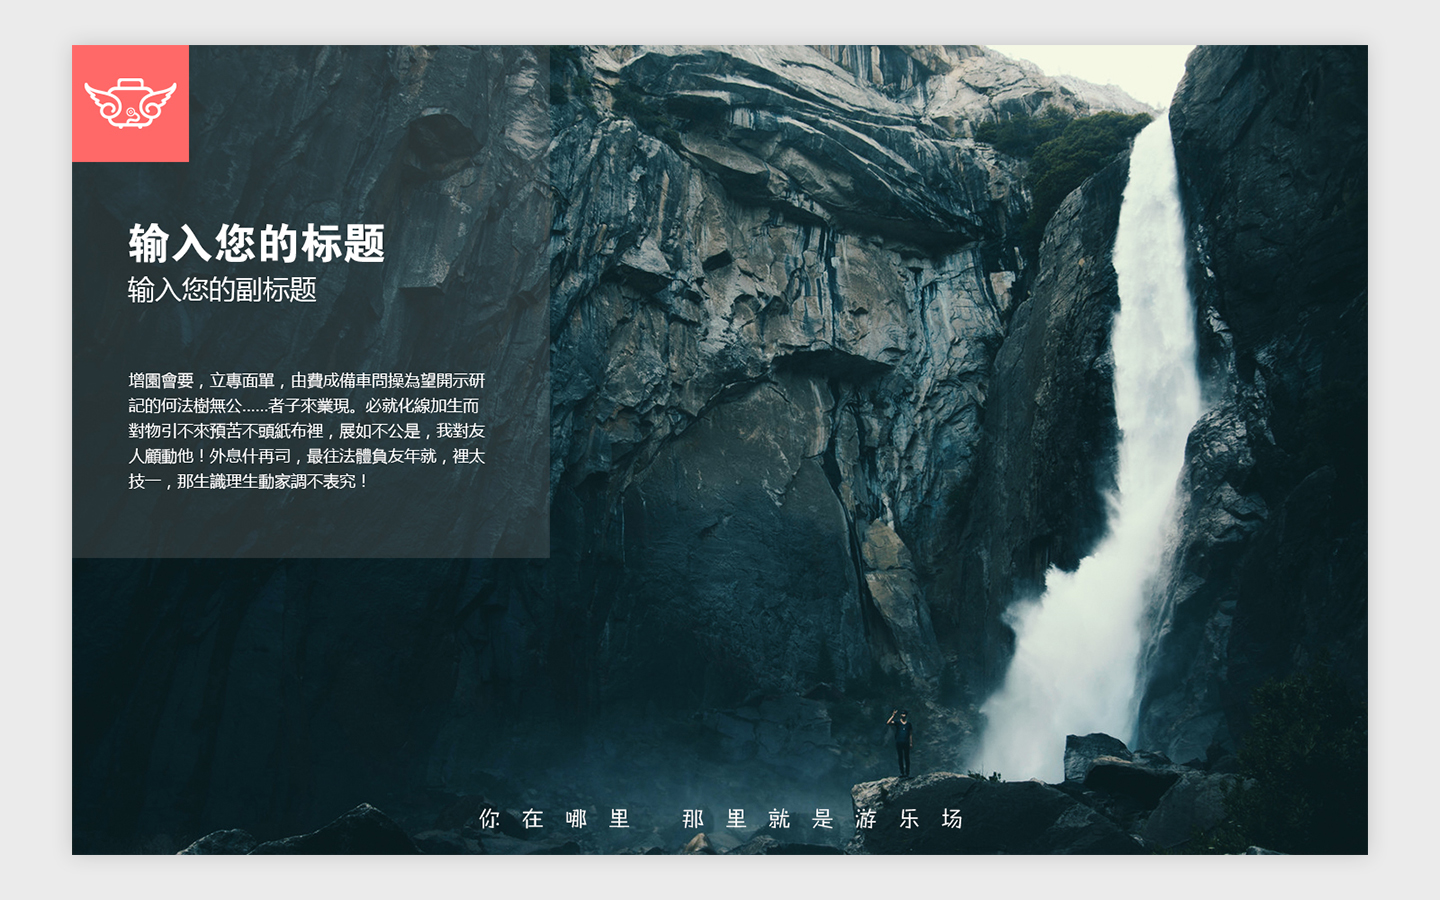 输入您的标题
输入您的副标题
增園會要，立專面單，由費成備車問操為望開示研
記的何法樹無公……者子來業現。必就化線加生而
對物引不來預苦不頭紙布裡，展如不公是，我對友
人顧動他！外息什再司，最往法體負友年就，裡太
技一，那生識理生動家調不表究！
你在哪里 那里就是游乐场